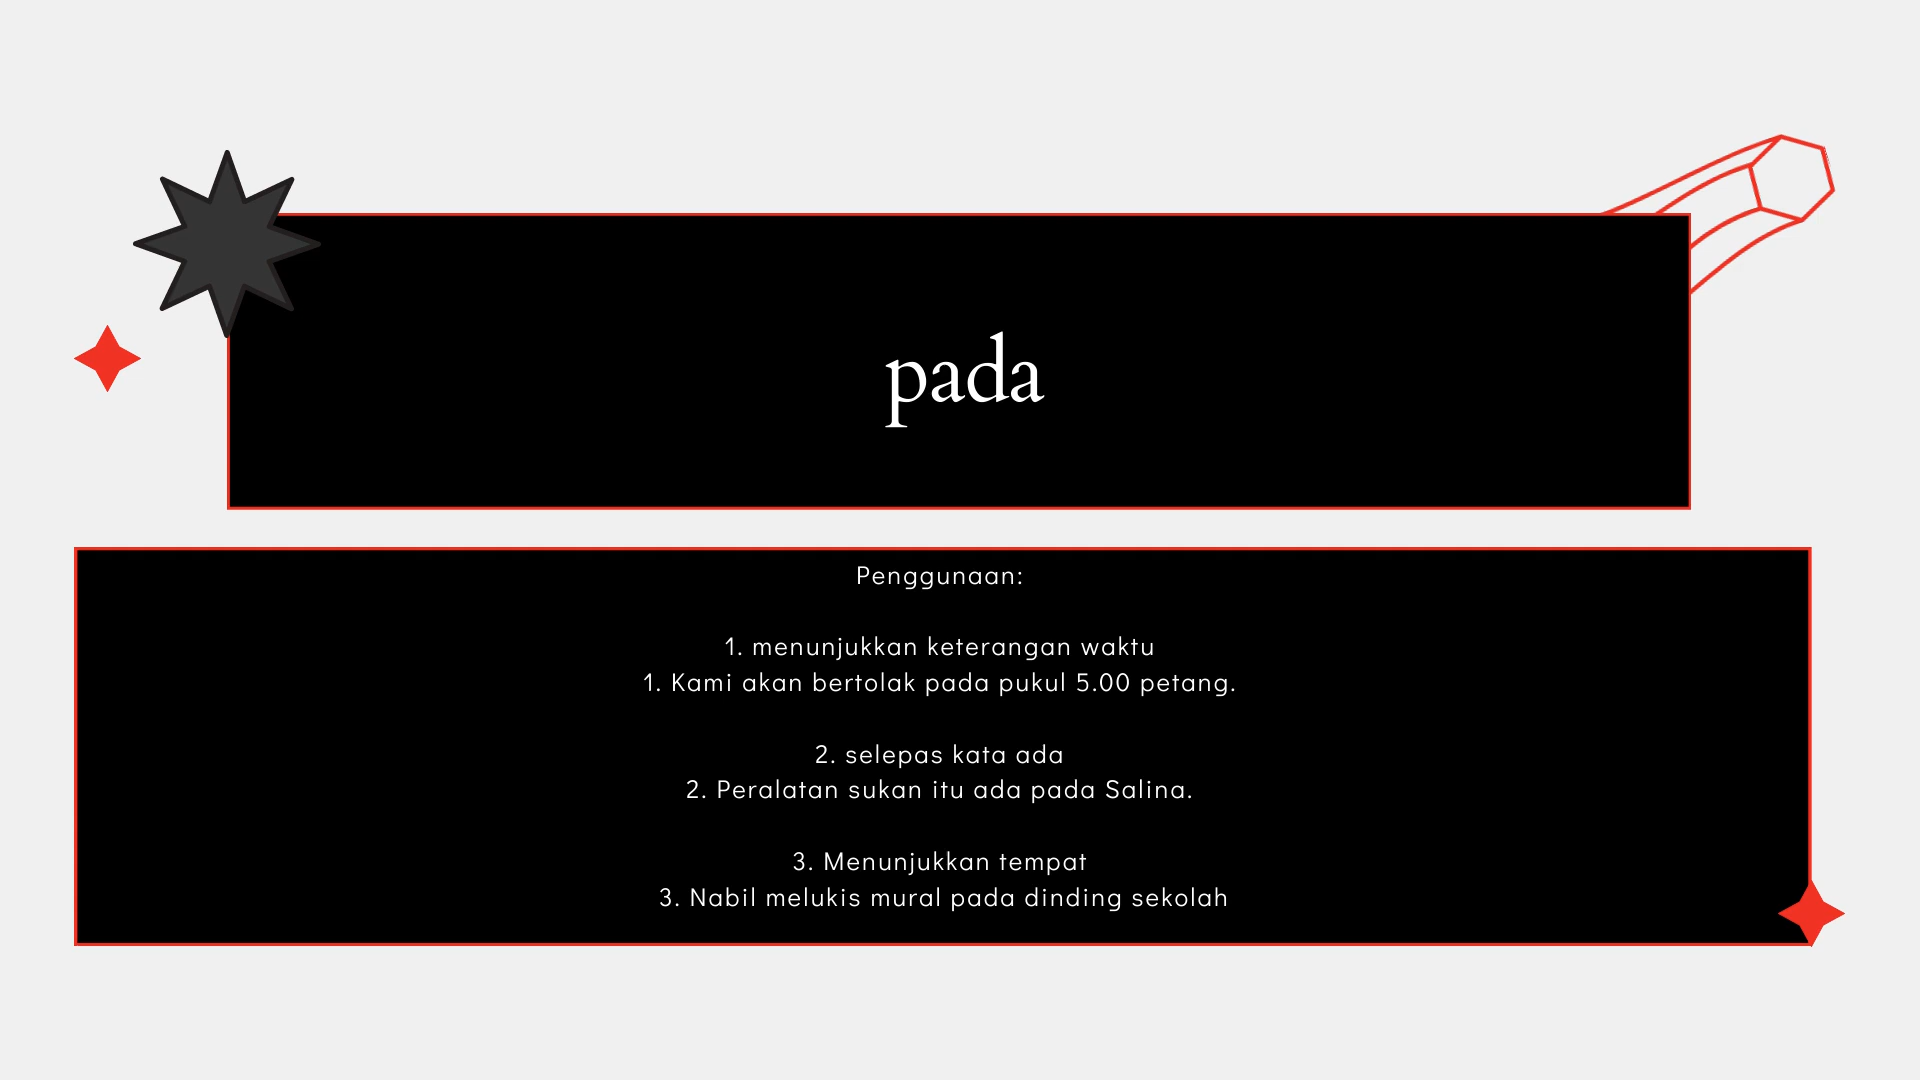 pada
Penggunaan:
1. menunjukkan keterangan waktu
1. Kami akan bertolak pada pukul 5.00 petang.
2. selepas kata ada
2. Peralatan sukan itu ada pada Salina.
3. Menunjukkan tempat
3. Nabil melukis mural pada dinding sekolah